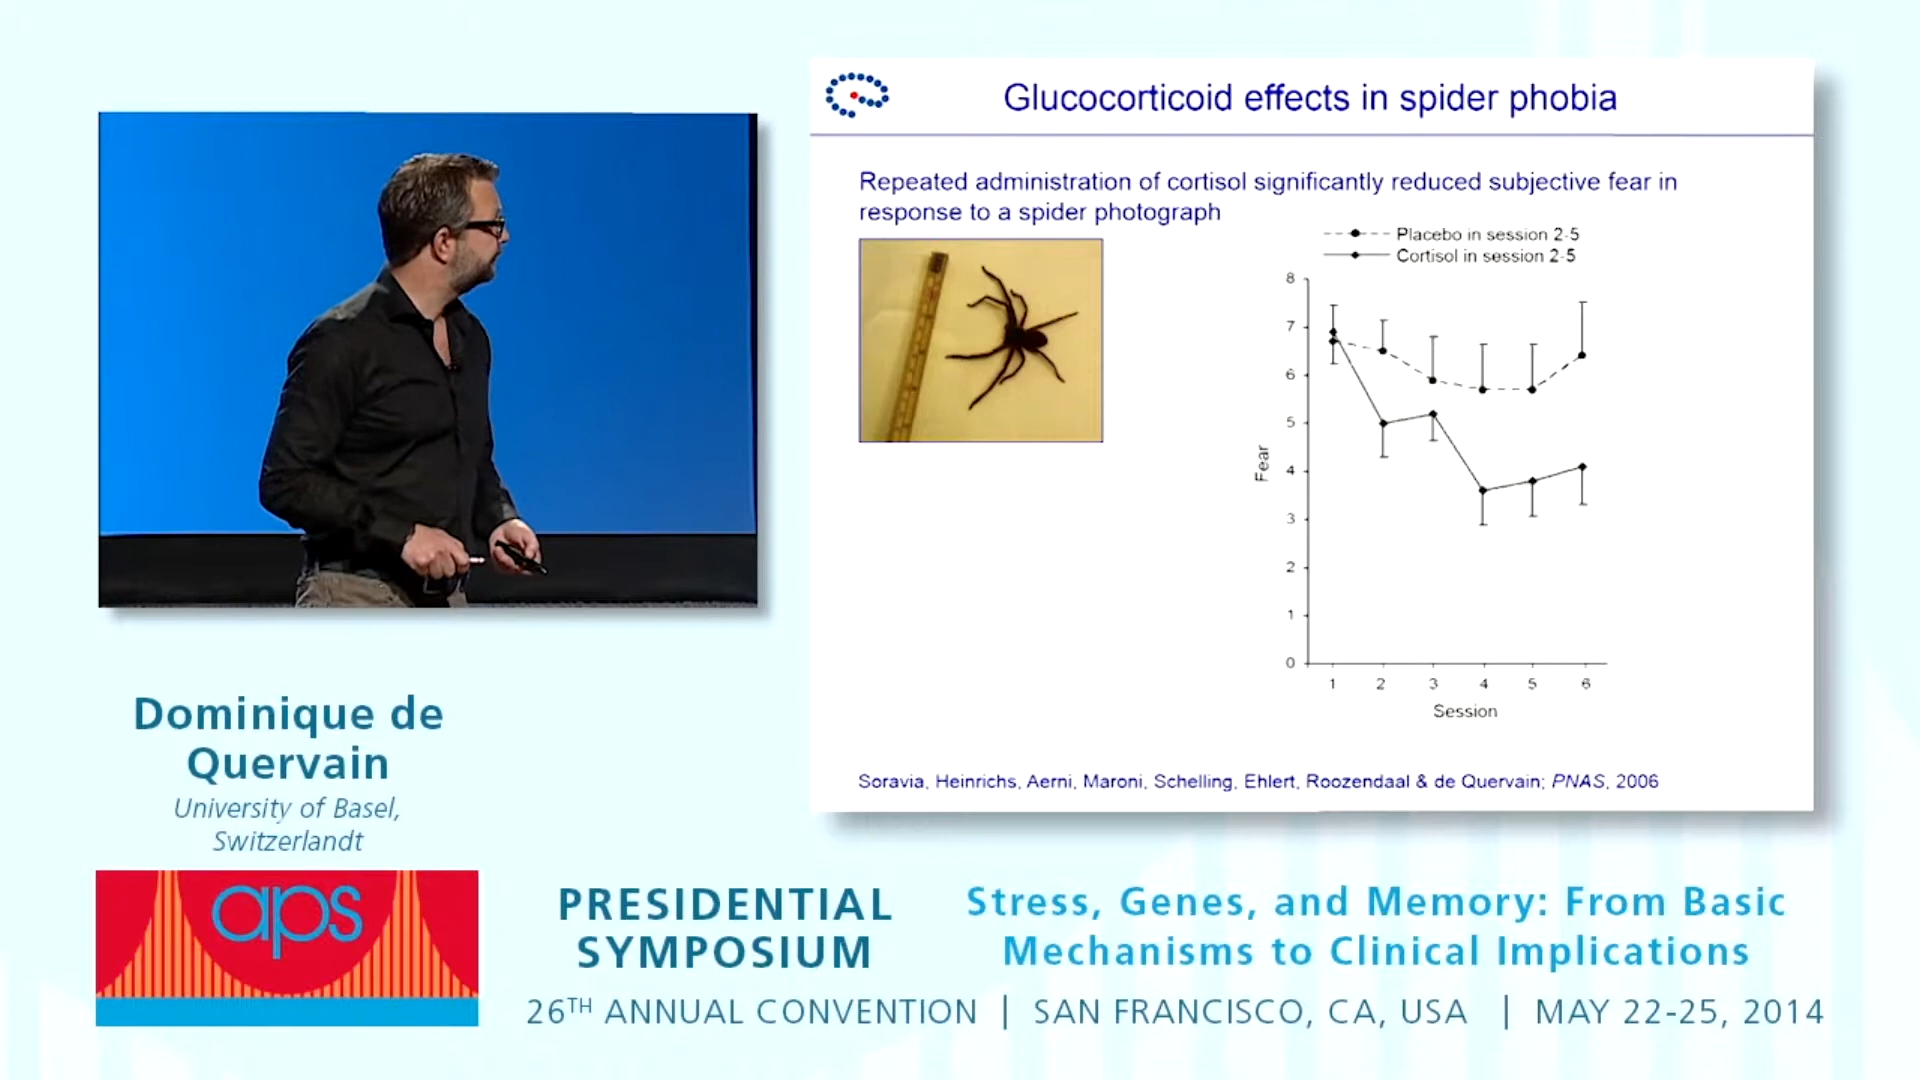 Glucocorticoid effects in spider phobia
Repeated administration of cortisol significantly reduced subjective fear in
response to a spider photograph
Placebo in session 2-5
Cortisol in session 2-5
8
7
6
5
4
3
2
1
0
Fear
1 2 3 4 5 6
Session
Soravia, Heinrichs, Aerni, Maroni, Schelling, Ehlert, Roozendaal & de Quervain; PNAS, 2006
Dominique de
Quervain
University of Basel,
Switzerlandt
aps
PRESIDENTIAL
SYMPOSIUM
Stress, Genes, and Memory: From Basic
Mechanisms to Clinical Implications
26TH ANNUAL CONVENTION | SAN FRANCISCO, CA, USA | MAY 22-25, 2014